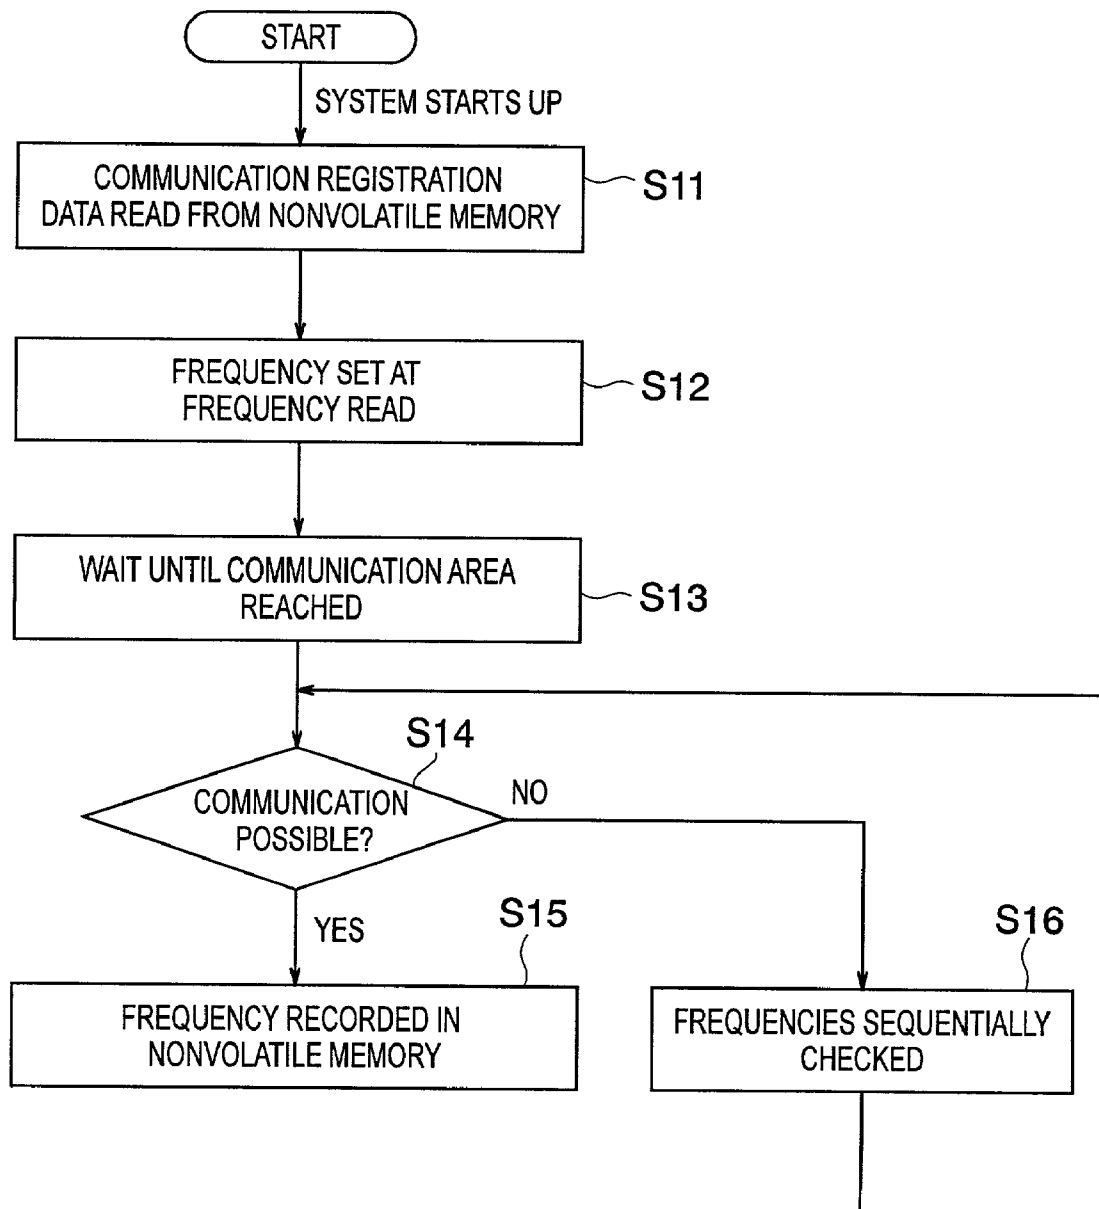 START
SYSTEM STARTS UP
COMMUNICATION REGISTRATION
DATA READ FROM NONVOLATILE MEMORY
S11
FREQUENCY SET AT
FREQUENCY READ
S12
WAIT UNTIL COMMUNICATION AREA
REACHED
S13
S14
COMMUNICATION
POSSIBLE?
NO
YES
S15
FREQUENCY RECORDED IN
NONVOLATILE MEMORY
S16
FREQUENCIES SEQUENTIALLY
CHECKED